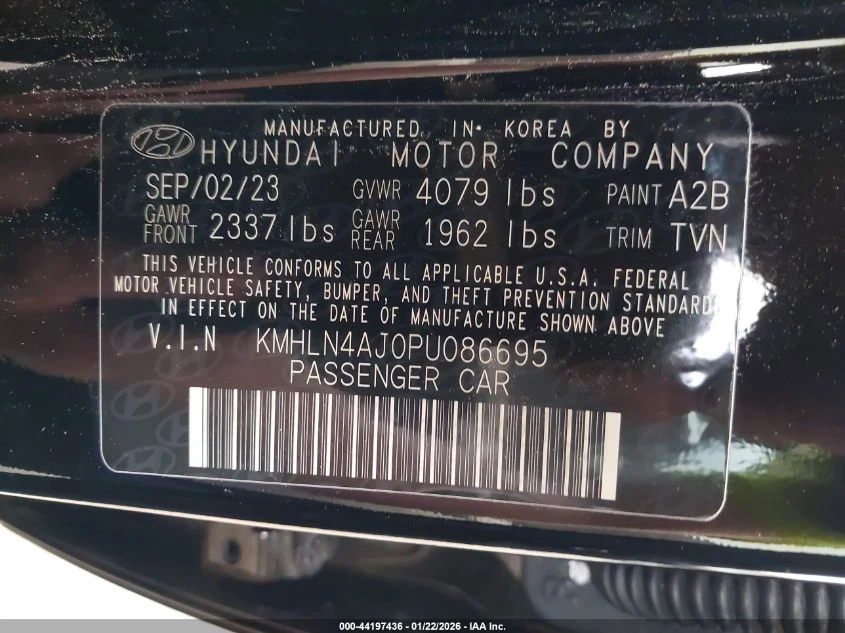 MANUFACTURED IN KOREA BY
HYUNDAI MOTOR COMPANY
SEP/02/23 GVWR 4079 lbs PAINT A2B
GAWR FRONT 2337 lbs GAWR REAR 1962 lbs TRIM TVN
THIS VEHICLE CONFORMS TO ALL APPLICABLE U.S.A. FEDERAL
MOTOR VEHICLE SAFETY, BUMPER, AND THEFT PREVENTION STANDARDS
IN EFFECT ON THE DATE OF MANUFACTURE SHOWN ABOVE
V.I.N KMHLN4AJ0PU086695
PASSENGER CAR
000-44197436 - 01/22/2026 - IAA Inc.